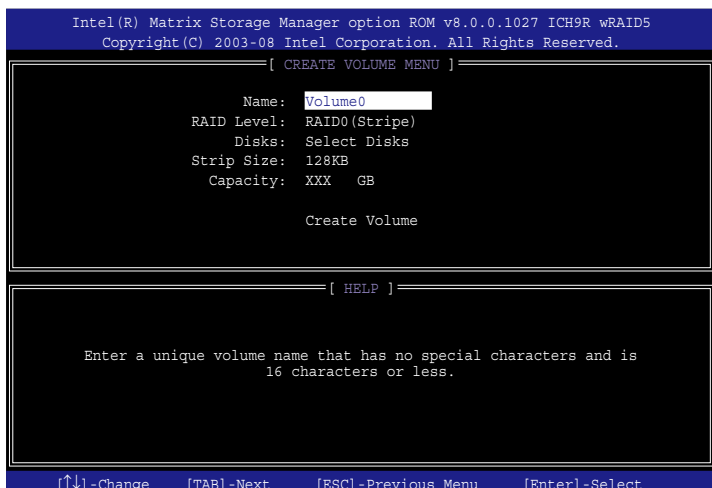 Intel(R) Matrix Storage Manager option ROM v8.0.0.1027 ICH9R wRAID5
Copyright(C) 2003-08 Intel Corporation. All Rights Reserved.
[ CREATE VOLUME MENU ]
Name: Volume0
RAID Level: RAID0(Stripe)
Disks: Select Disks
Strip Size: 128KB
Capacity: XXX GB
Create Volume
[ HELP ]
Enter a unique volume name that has no special characters and is
16 characters or less.
[↑↓]-Change [TAB]-Next [ESC]-Previous Menu [Enter]-Select